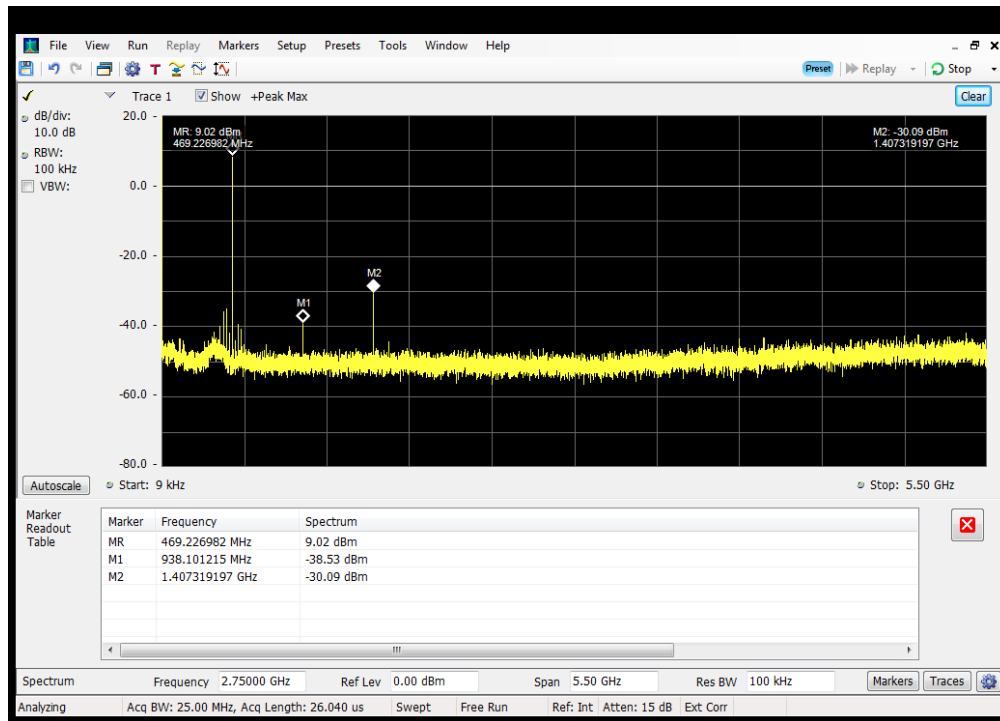 File View Run Replay Markers Setup Presets Tools Window Help
T Preset Replay Stop
Trace 1 Show +Peak Max Clear
dB/div:
10.0 dB
RBW:
100 kHz
VBW:
20.0
0.0
-20.0
-40.0
-60.0
-80.0
MR: 9.02 dBm
469.226982 MHz
M2: -30.09 dBm
1.407319197 GHz
M1
M2
Autoscale Start: 9 kHz Stop: 5.50 GHz
Marker
Readout
Table
Marker Frequency Spectrum
MR 469.226982 MHz 9.02 dBm
M1 938.101215 MHz -38.53 dBm
M2 1.407319197 GHz -30.09 dBm
Spectrum Frequency 2.75000 GHz Ref Lev 0.00 dBm Span 5.50 GHz Res BW 100 kHz Markers Traces
Analyzing Acq BW: 25.00 MHz, Acq Length: 26.040 us Swept Free Run Ref: Int Atten: 15 dB Ext Corr